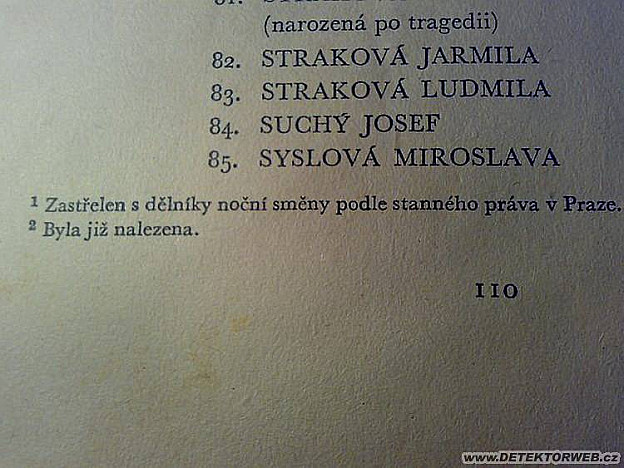 (narozená po tragedii)
82. STRAKOVÁ JARMILA
83. STRAKOVÁ LUDMILA
84. SUCHÝ JOSEF
85. SYSLOVÁ MIROSLAVA
¹ Zastřelen s dělníky noční směny podle stanného práva v Praze.
² Byla již nalezena.
110
www.DETEKTORWEB.cz